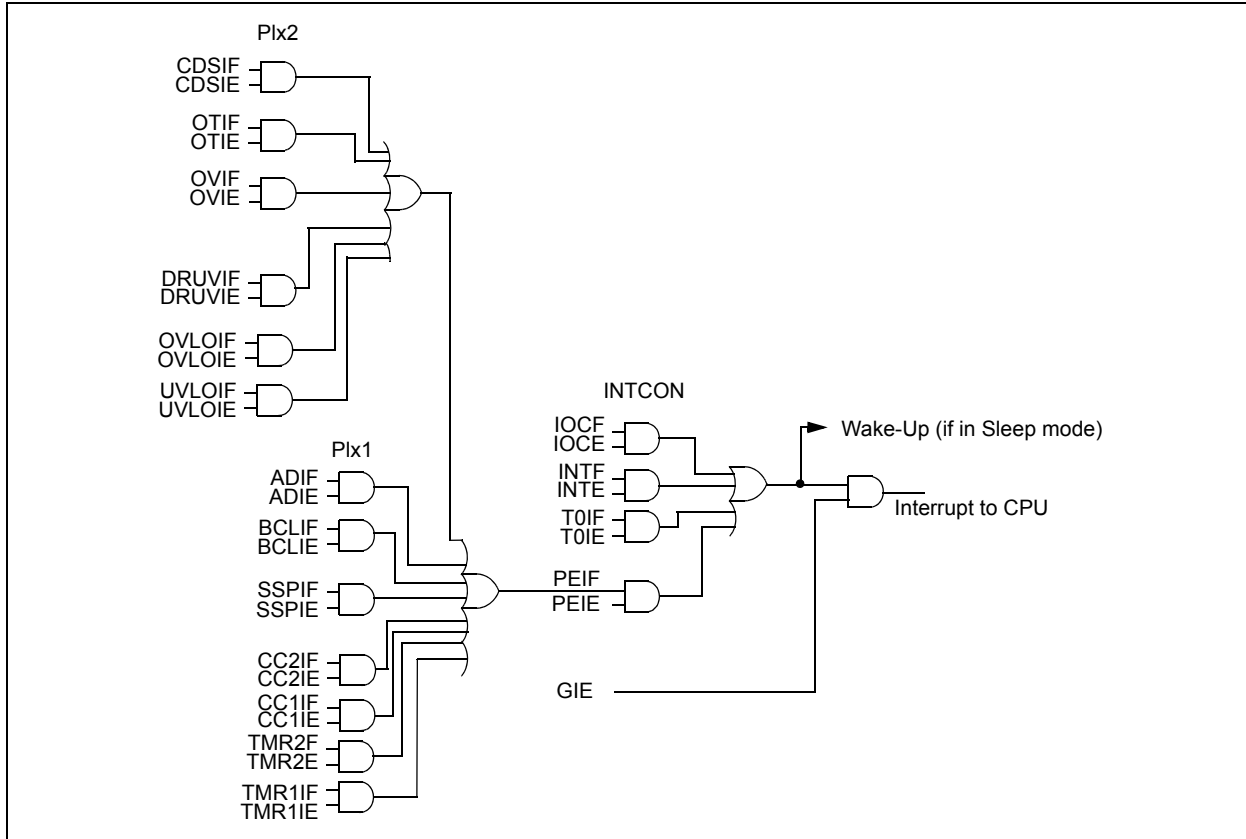 PIx2
CDSIF
CDSIE
OTIF
OTIE
OVIF
OVIE
DRUVIF
DRUVIE
OVLOIF
OVLOIE
UVLOIF
UVLOIE
PIx1
ADIF
ADIE
BCLIF
BCLIE
SSPIF
SSPIE
CC2IF
CC2IE
CC1IF
CC1IE
TMR2F
TMR2E
TMR1IF
TMR1IE
INTCON
IOCF
IOCE
INTF
INTE
T0IF
T0IE
PEIF
PEIE
GIE
Wake-Up (if in Sleep mode)
Interrupt to CPU